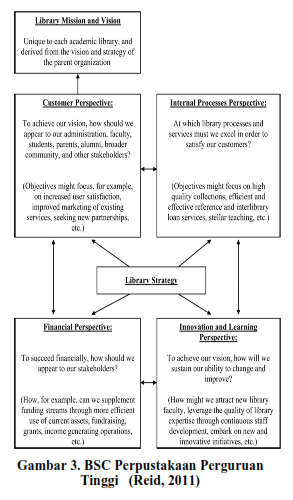 Library Mission and Vision
Unique to each academic library, and
derived from the vision and strategy of
the parent organization
Customer Perspective:
To achieve our vision, how should we
appear to our administration, faculty,
students, parents, alumni, broader
community, and other stakeholders?
(Objectives might focus, for example,
on increased user satisfaction,
improved marketing of existing
services, seeking new partnerships,
etc.)
Internal Processes Perspective:
At which library processes and
services must we excel in order to
satisfy our customers?
(Objectives might focus on high
quality collections, efficient and
effective reference and interlibrary
loan services, stellar teaching, etc.)
Library Strategy
Financial Perspective:
To succeed financially, how should we
appear to our stakeholders?
(How, for example, can we supplement
funding streams through more efficient
use of current assets, fundraising,
grants, income generating operations,
etc.)
Innovation and Learning
Perspective:
To achieve our vision, how will we
sustain our ability to change and
improve?
(How might we attract new library
faculty, leverage the quality of library
expertise through continuous staff
development, embark on new and
innovative initiatives, etc.)
Gambar 3. BSC Perpustakaan Perguruan
Tinggi (Reid, 2011)